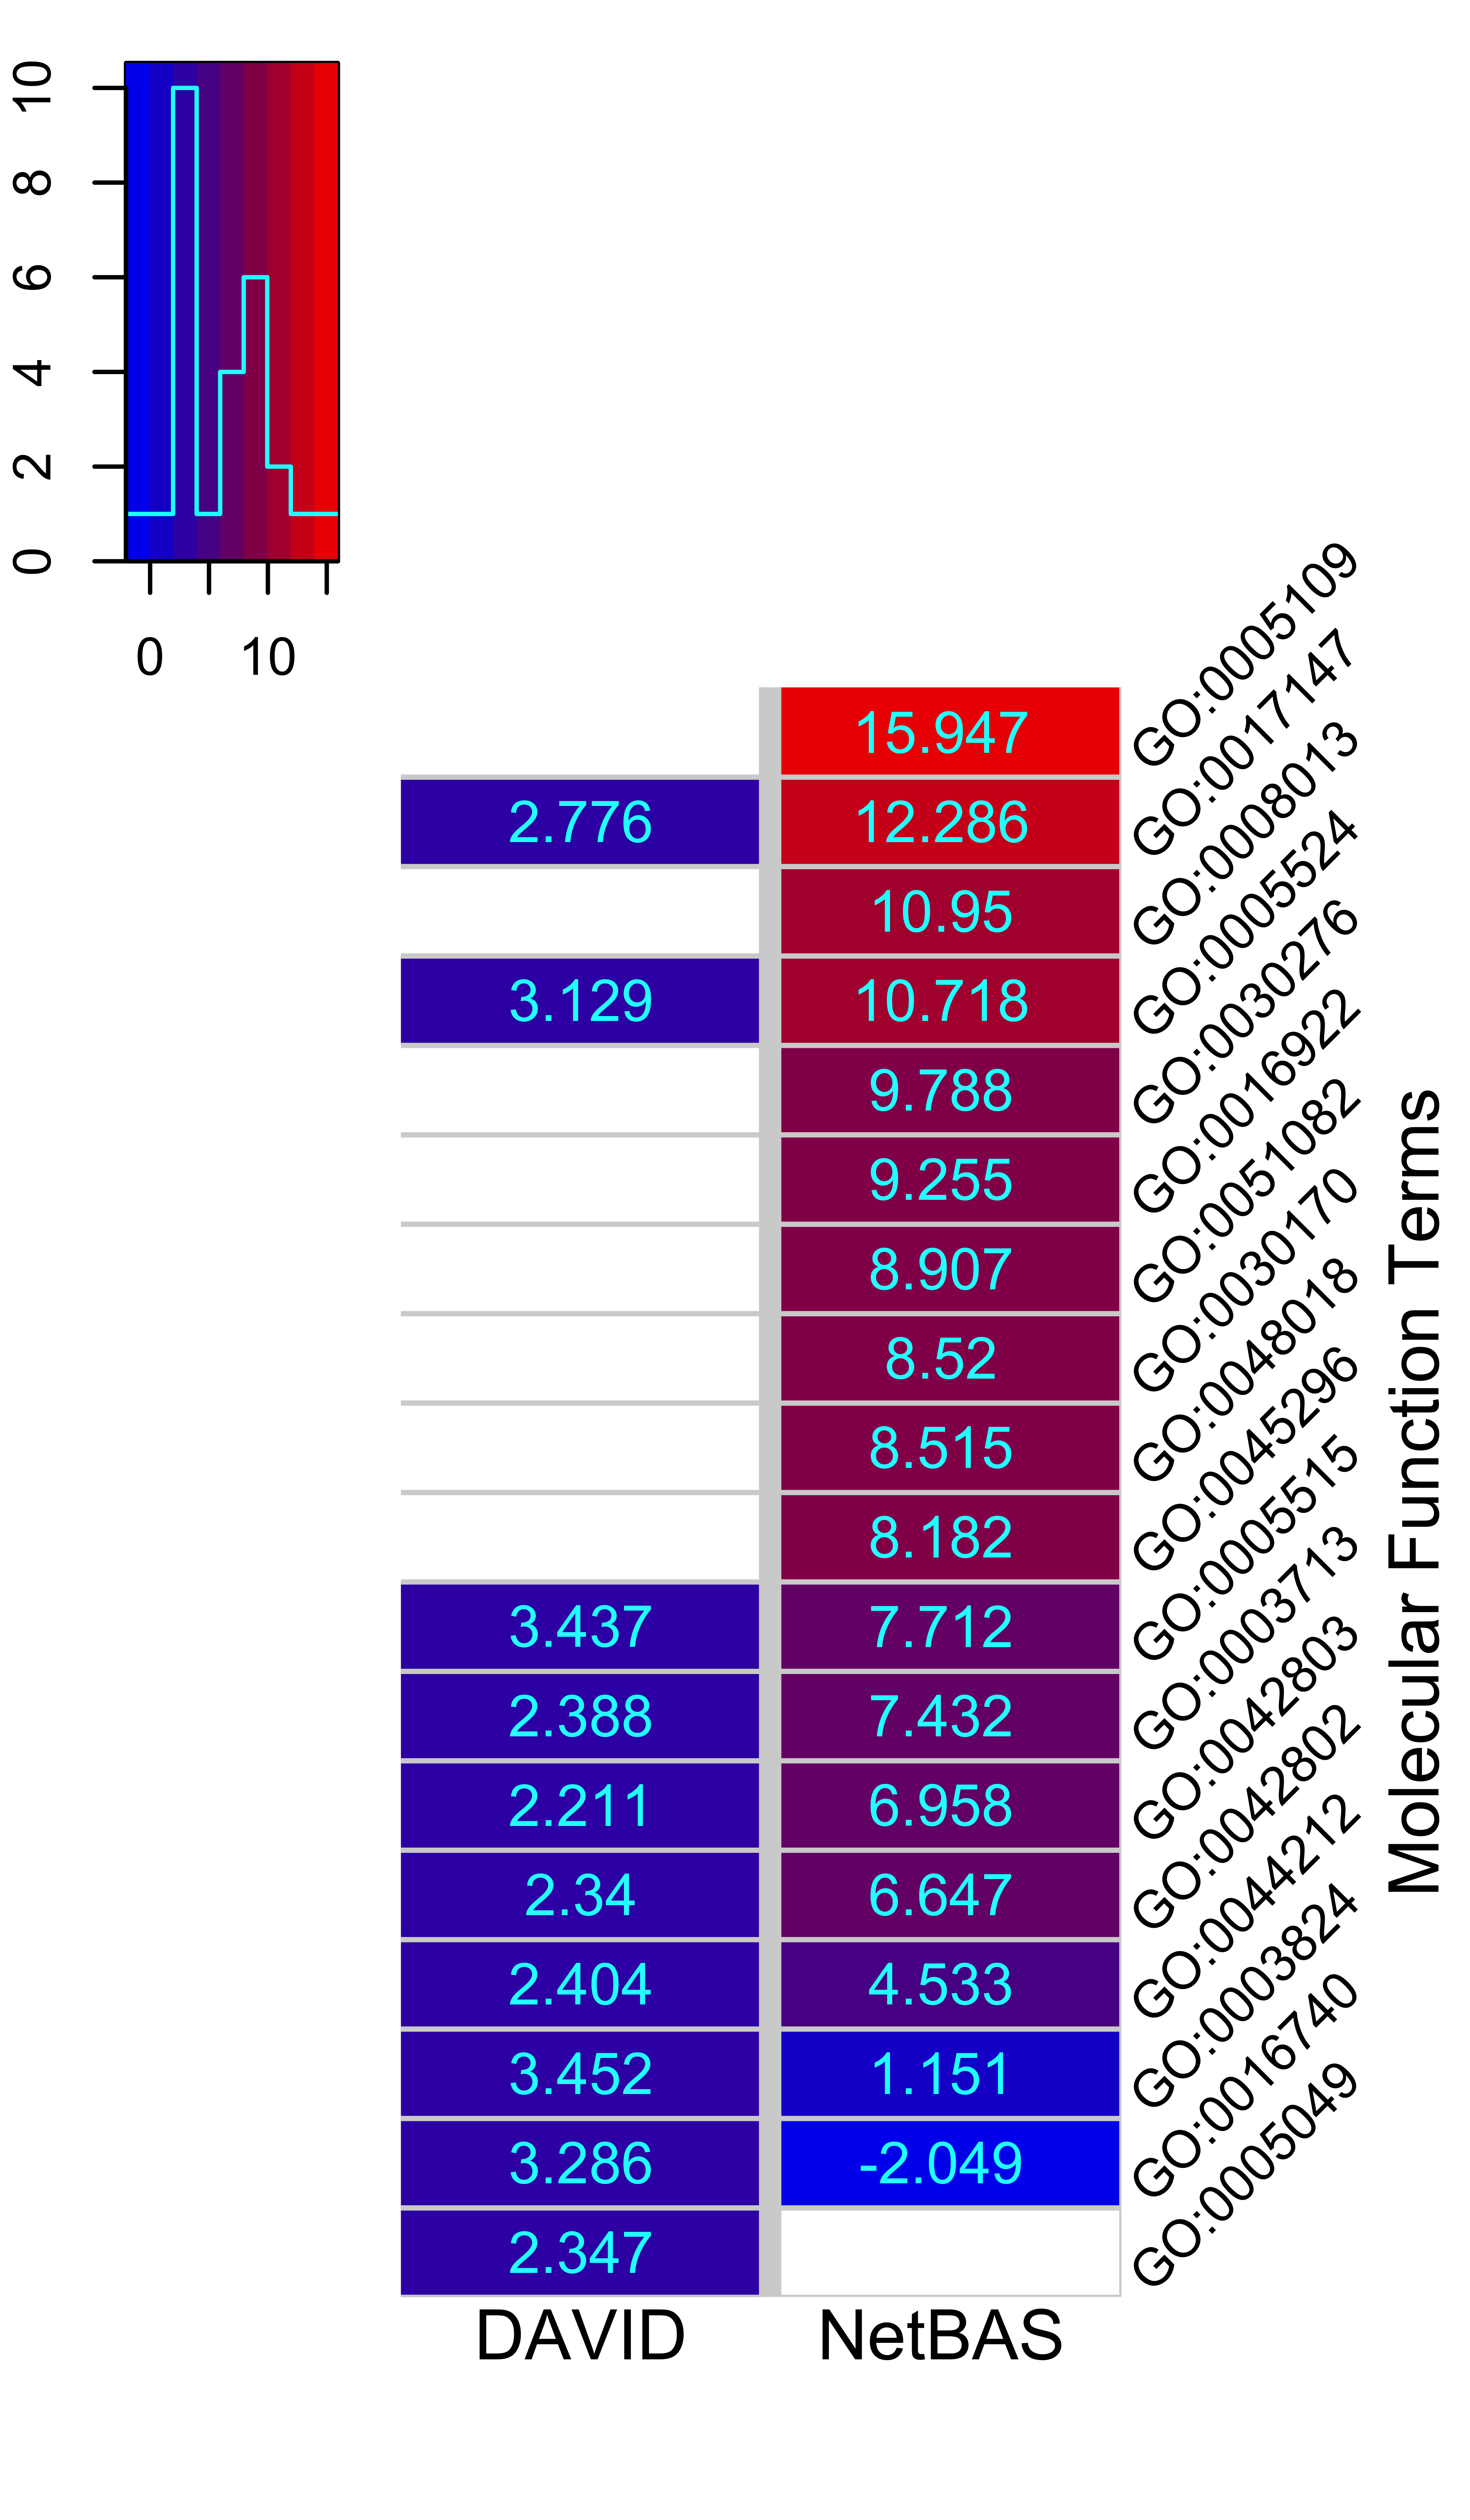 0 2 4 6 8 10
0 10
15.947 GO:0005109
2.776 12.286 GO:0017147
10.95 GO:0008013
3.129 10.718 GO:0005524
9.788 GO:0030276
9.255 GO:0016922
8.907 GO:0051082
8.52 GO:0030170
8.515 GO:0048018
8.182 GO:0045296
3.437 7.712 GO:0005515
2.388 7.432 GO:0003713
2.211 6.958 GO:0042803
2.34 6.647 GO:0042802
2.404 4.533 GO:0044212
3.452 1.151 GO:0003824
3.286 -2.049 GO:0016740
2.347 GO:0005049
DAVID NetBAS
Molecular Function Terms